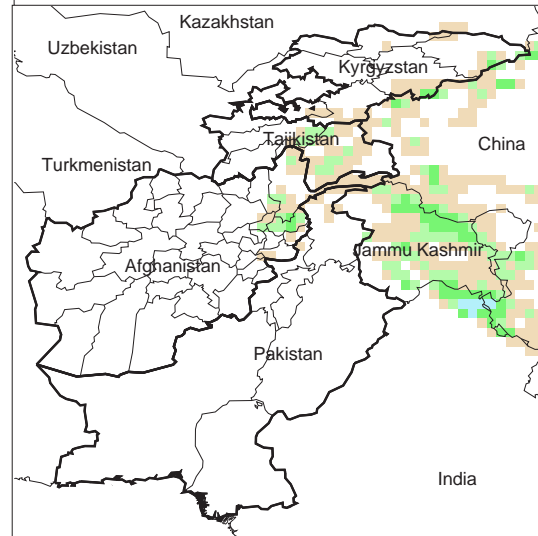 Kazakhstan
Uzbekistan
Kyrgyzstan
Tajikistan
China
Turkmenistan
Jammu Kashmir
Afghanistan
Pakistan
India